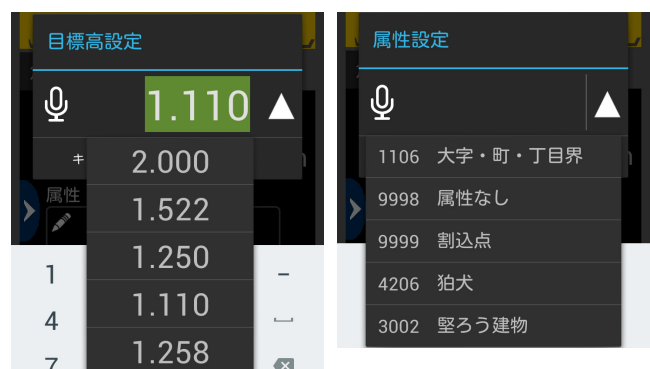 目標高設定
1.110
キ
2.000
属性
1.522
1.250
1.110
1.258
1
4
7
-
属性設定
1106 大字・町・丁目界
9998 属性なし
9999 割込点
4206 狛犬
3002 堅ろう建物